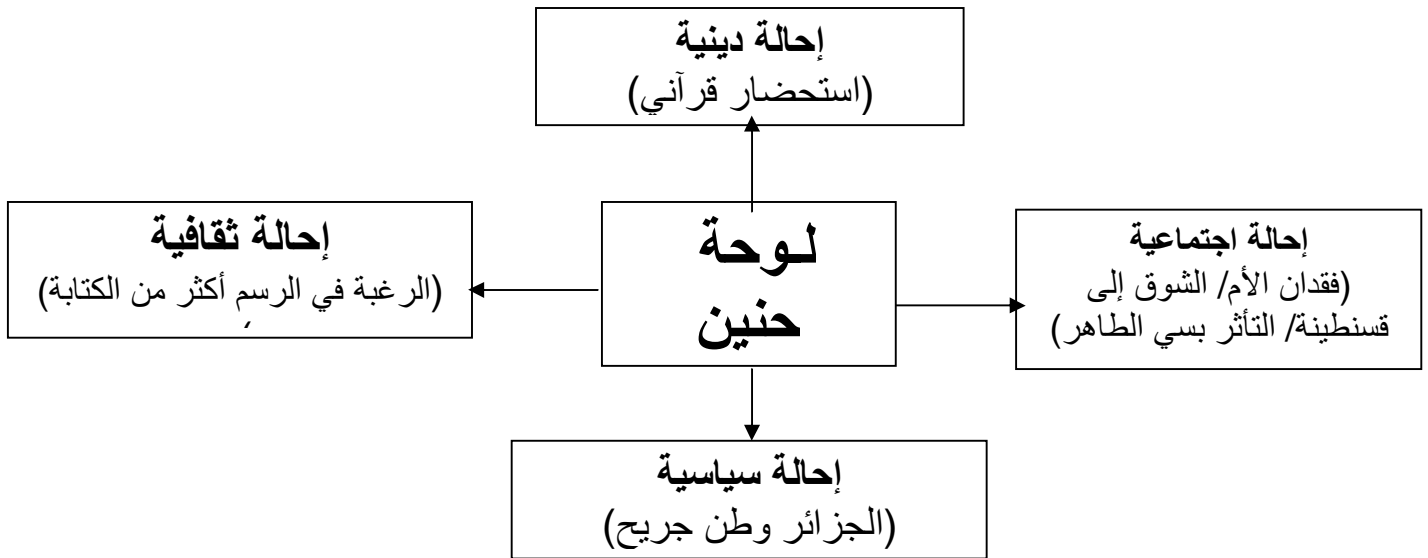 إحالة دينية
(استحضار قرآني)
إحالة اجتماعية
(فقدان الأم/ الشوق إلى
قسنطينة/ التأثر بسي الطاهر)
لـوحة
حنين
إحالة ثقافية
(الرغبة في الرسم أكثر من الكتابة)
إحالة سياسية
(الجزائر وطن جريح)